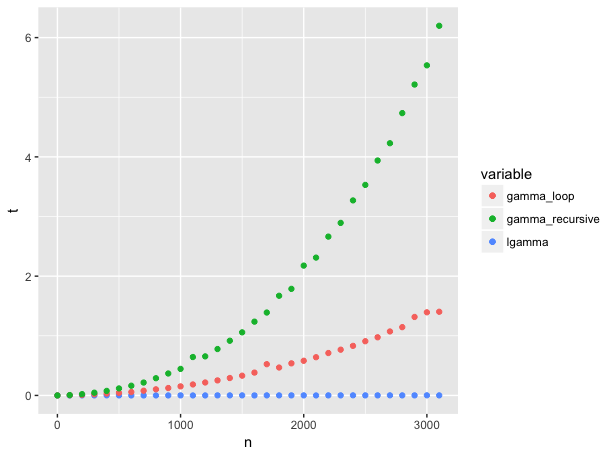 6
4
2
0
t
0
1000
2000
3000
n
variable
gamma_loop
gamma_recursive
lgamma